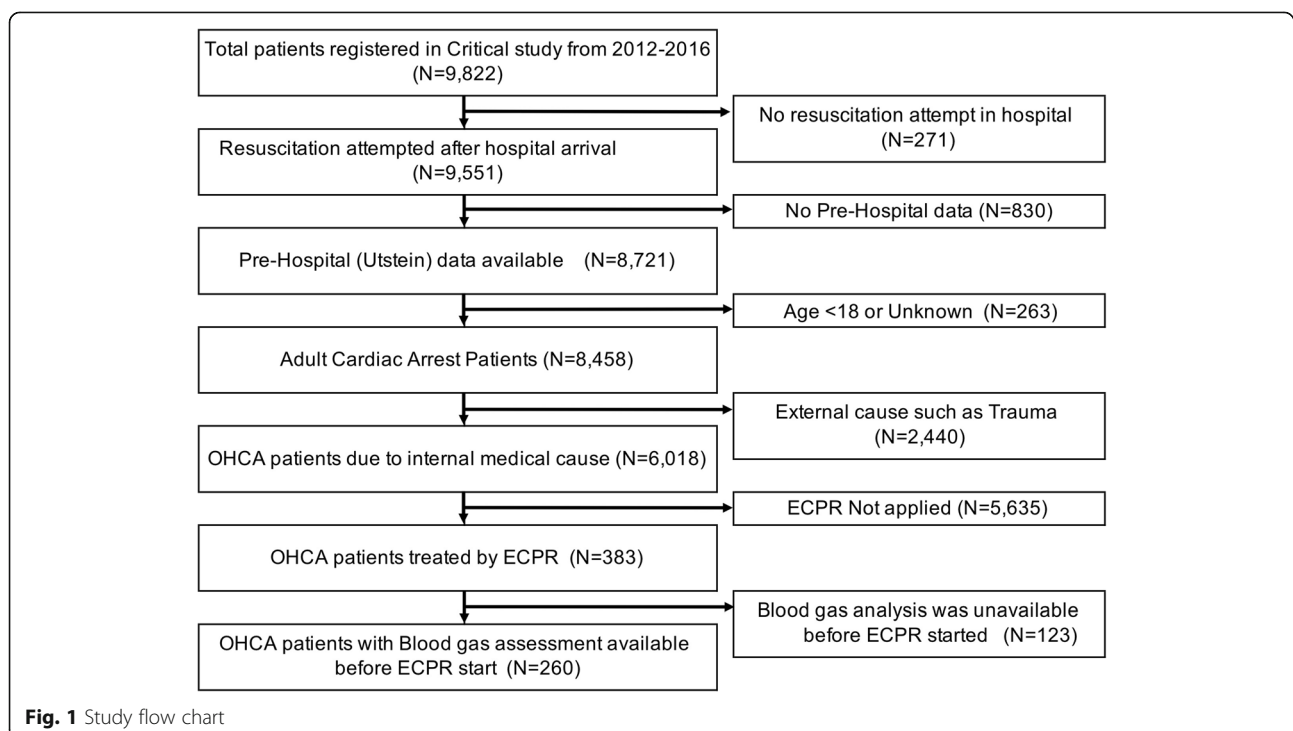 Total patients registered in Critical study from 2012-2016
(N=9,822)
No resuscitation attempt in hospital
(N=271)
Resuscitation attempted after hospital arrival
(N=9,551)
No Pre-Hospital data (N=830)
Pre-Hospital (Utstein) data available (N=8,721)
Age <18 or Unknown (N=263)
Adult Cardiac Arrest Patients (N=8,458)
External cause such as Trauma
(N=2,440)
OHCA patients due to internal medical cause (N=6,018)
ECPR Not applied (N=5,635)
OHCA patients treated by ECPR (N=383)
Blood gas analysis was unavailable
before ECPR started (N=123)
OHCA patients with Blood gas assessment available
before ECPR start (N=260)
Fig. 1 Study flow chart